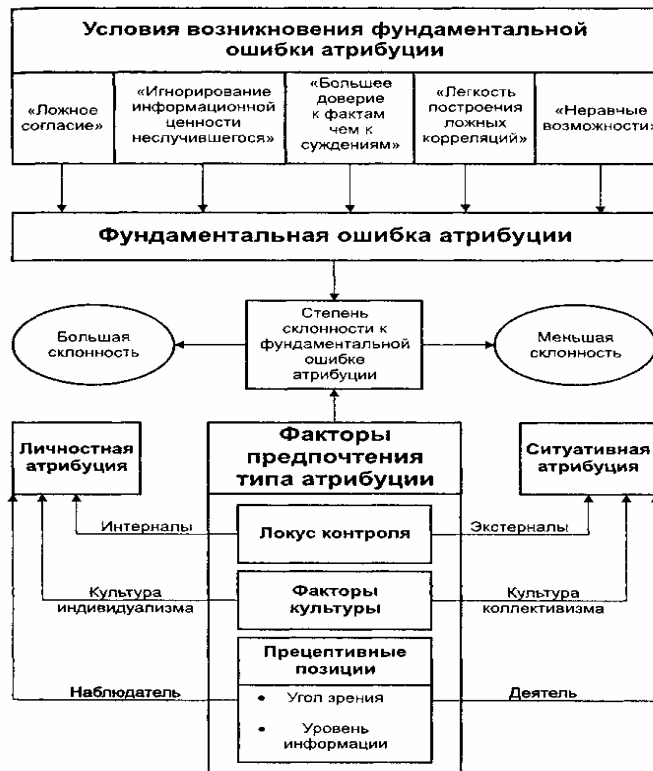 Условия возникновения фундаментальной
ошибки атрибуции
«Ложное
согласие»
«Игнорирование
информационной
ценности
неслучившегося»
«Большее
доверие
к фактам
чем к
суждениям»
«Легкость
построения
ложных
корреляций»
«Неравные
возможности»
Фундаментальная ошибка атрибуции
Большая
склонность
Степень
склонности к
фундаментальной
ошибке
атрибуции
Меньшая
склонность
Личностная
атрибуция
Факторы
предпочтения
типа атрибуции
Ситуативная
атрибуция
Интерналы
Локус контроля
Экстерналы
Культура
индивидуализма
Факторы
культуры
Культура
коллективизма
Прецептивные
позиции
Наблюдатель
• Угол зрения
• Уровень
информации
Деятель